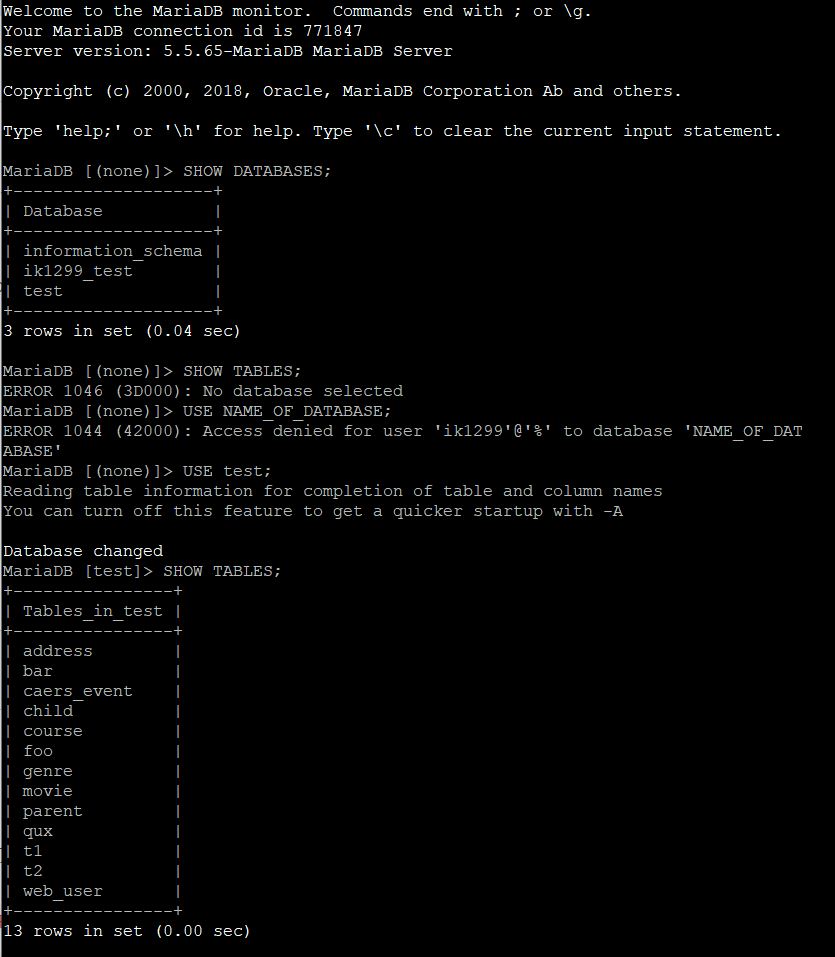 Welcome to the MariaDB monitor.  Commands end with ; or \g.
Your MariaDB connection id is 771847
Server version: 5.5.65-MariaDB MariaDB Server
Copyright (c) 2000, 2018, Oracle, MariaDB Corporation Ab and others.
Type 'help;' or '\h' for help. Type '\c' to clear the current input statement.
MariaDB [(none)]> SHOW DATABASES;
+--------------------+
| Database           |
+--------------------+
| information_schema |
| ik1299_test        |
| test               |
+--------------------+
3 rows in set (0.04 sec)
MariaDB [(none)]> SHOW TABLES;
ERROR 1046 (3D000): No database selected
MariaDB [(none)]> USE NAME_OF_DATABASE;
ERROR 1044 (42000): Access denied for user 'ik1299'@'%' to database 'NAME_OF_DAT
ABASE'
MariaDB [(none)]> USE test;
Reading table information for completion of table and column names
You can turn off this feature to get a quicker startup with -A
Database changed
MariaDB [test]> SHOW TABLES;
+----------------+
| Tables_in_test |
+----------------+
| address        |
| bar            |
| caers_event    |
| child          |
| course         |
| foo            |
| genre          |
| movie          |
| parent         |
| qux            |
| t1             |
| t2             |
| web_user       |
+----------------+
13 rows in set (0.00 sec)